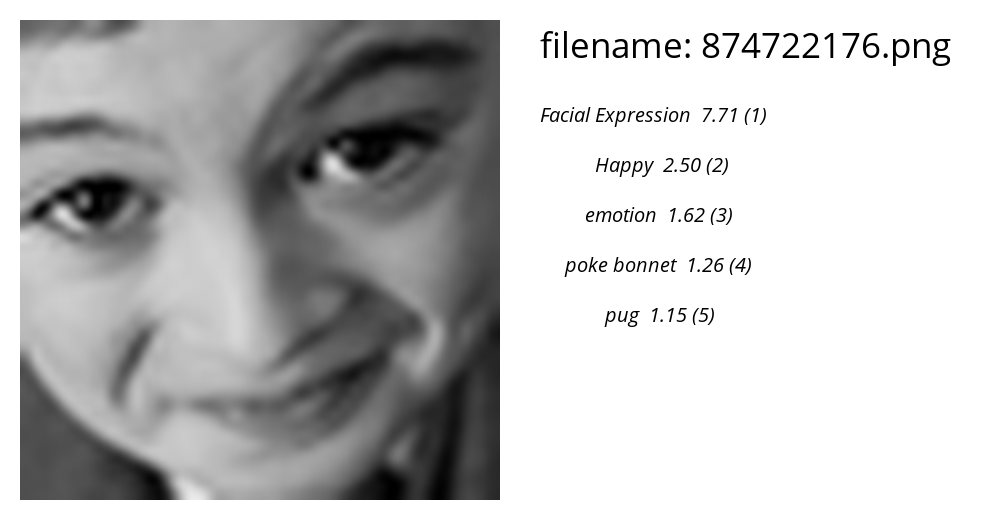 filename: 874722176.png
Facial Expression 7.71 (1)
Happy 2.50 (2)
emotion 1.62 (3)
poke bonnet 1.26 (4)
pug 1.15 (5)